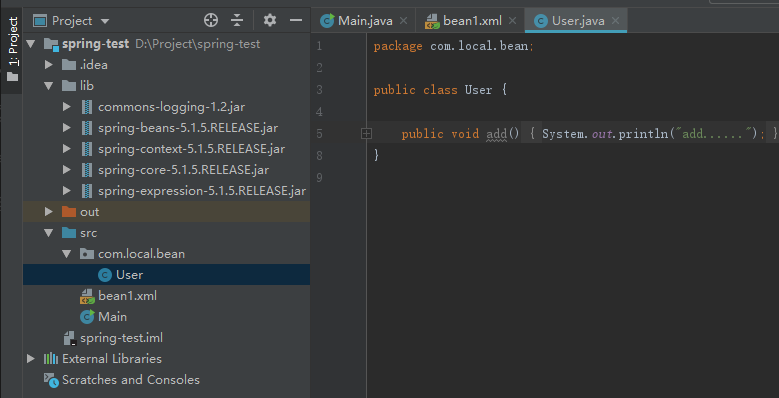 1: Project
Project
spring-test D:\Project\spring-test
.idea
lib
commons-logging-1.2.jar
spring-beans-5.1.5.RELEASE.jar
spring-context-5.1.5.RELEASE.jar
spring-core-5.1.5.RELEASE.jar
spring-expression-5.1.5.RELEASE.jar
out
src
com.local.bean
User
bean1.xml
Main
spring-test.iml
External Libraries
Scratches and Consoles
Main.java bean1.xml User.java
1 package com.local.bean;
2
3 public class User {
4
5 public void add() { System.out.println("add......"); }
8 }
9